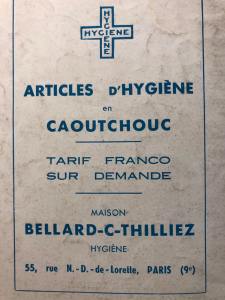 HYGIENE
HYGIENE
ARTICLES D'HYGIÈNE
en
CAOUTCHOUC
TARIF FRANCO
SUR DEMANDE
MAISON
BELLARD-C-THILLIEZ
HYGIÈNE
55, rue N.-D.-de-Lorette, PARIS (9e)